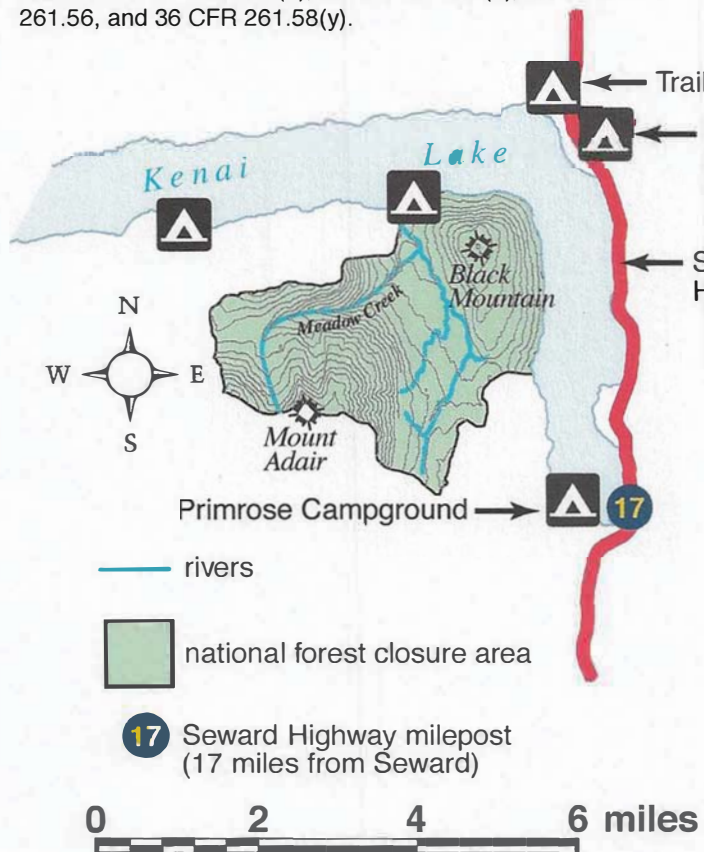 261.56, and 36 CFR 261.58(y).
Trail
Kenai Lake
S
H
Black
Mountain
Meadow Creek
N
W E
S
Mount
Adair
Primrose Campground
17
rivers
national forest closure area
17 Seward Highway milepost
(17 miles from Seward)
0 2 4 6 miles